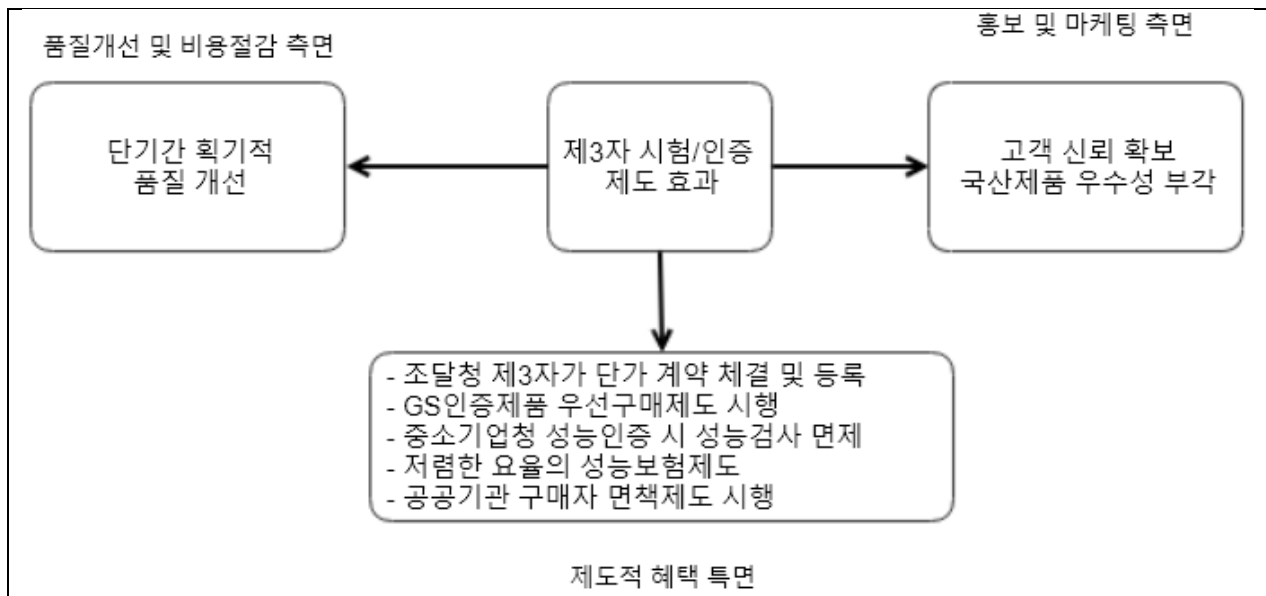 품질개선 및 비용절감 측면
홍보 및 마케팅 측면
단기간 획기적
품질 개선
제3자 시험/인증
제도 효과
고객 신뢰 확보
국산제품 우수성 부각
- 조달청 제3자가 단가 계약 체결 및 등록
- GS인증제품 우선구매제도 시행
- 중소기업청 성능인증 시 성능검사 면제
- 저렴한 요율의 성능보험제도
- 공공기관 구매자 면책제도 시행
제도적 혜택 특면